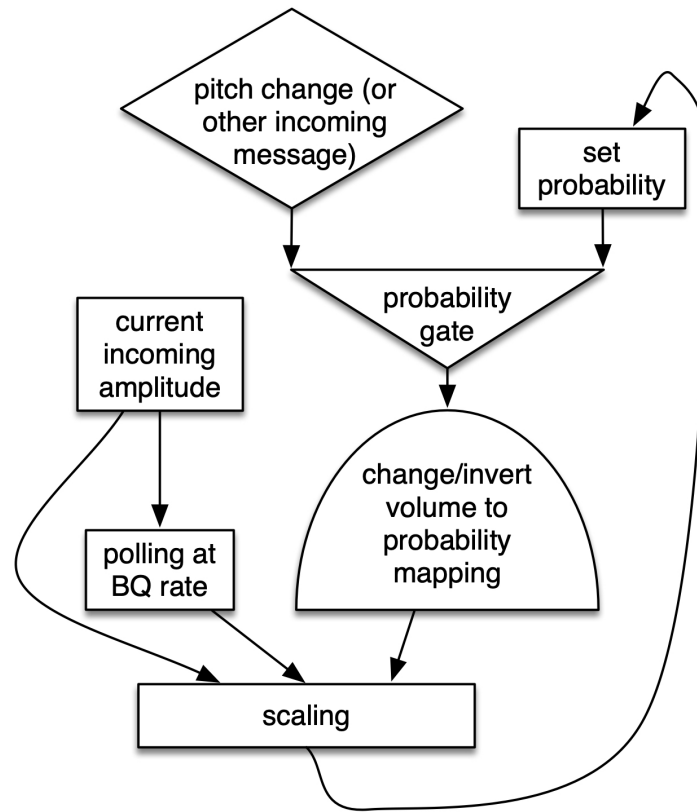 pitch change (or
other incoming
message)
set
probability
probability
gate
current
incoming
amplitude
change/invert
volume to
probability
mapping
polling at
BQ rate
scaling